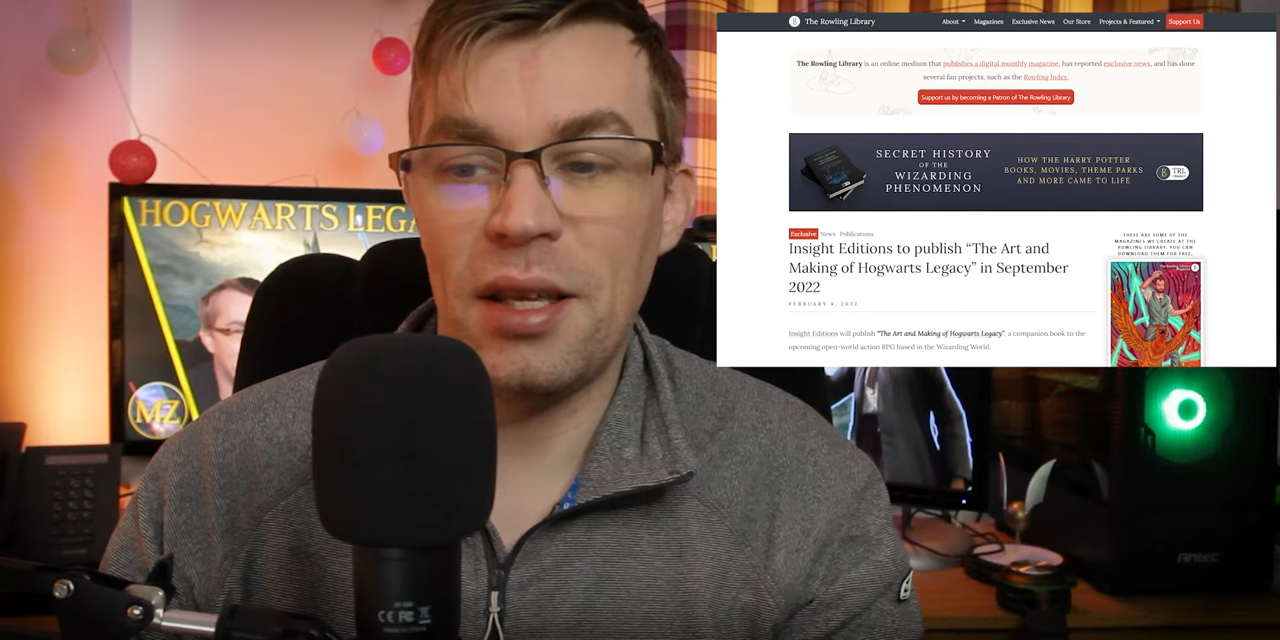 The Rowling Library
About Magazines Exclusive News Our Store Projects & Featured Support Us
The Rowling Library is an online medium that publishes a digital monthly magazine, has reported exclusive news, and has done
several fan projects, such as the Rowling Index.
Support us by becoming a Patron of The Rowling Library
SECRET HISTORY
OF THE
WIZARDING
PHENOMENON
HOW THE HARRY POTTER
BOOKS, MOVIES, THEME PARKS
AND MORE CAME TO LIFE
TRL
Exclusive News Publications
Insight Editions to publish “The Art and
Making of Hogwarts Legacy” in September
2022
FEBRUARY 4, 2022
Insight Editions will publish "The Art and Making of Hogwarts Legacy", a companion book to the
upcoming open-world action RPG based in the Wizarding World.
THESE ARE SOME OF THE
MAGAZINES WE CREATE AT THE
ROWLING LIBRARY. YOU CAN
DOWNLOAD THEM FOR FREE.
HOGWARTS LEGA
MZ
antec
CE FC